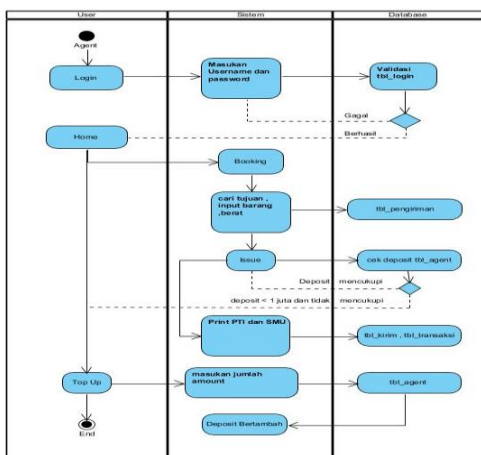 User
Sistem
Database
Agent
Login
Masukan
Username dan
password
Validasi
tbl_login
Gagal
Berhasil
Home
Booking
cari tujuan ,
input barang
,berat
tbl_pengiriman
Issue
cek deposit tbl_agent
Deposit mencukupi
deposit < 1 juta dan tidak mencukupi
Print PTI dan SMU
tbl_kirim , tbl_transaksi
Top Up
masukan jumlah
amount
tbl_agent
End
Deposit Bertambah